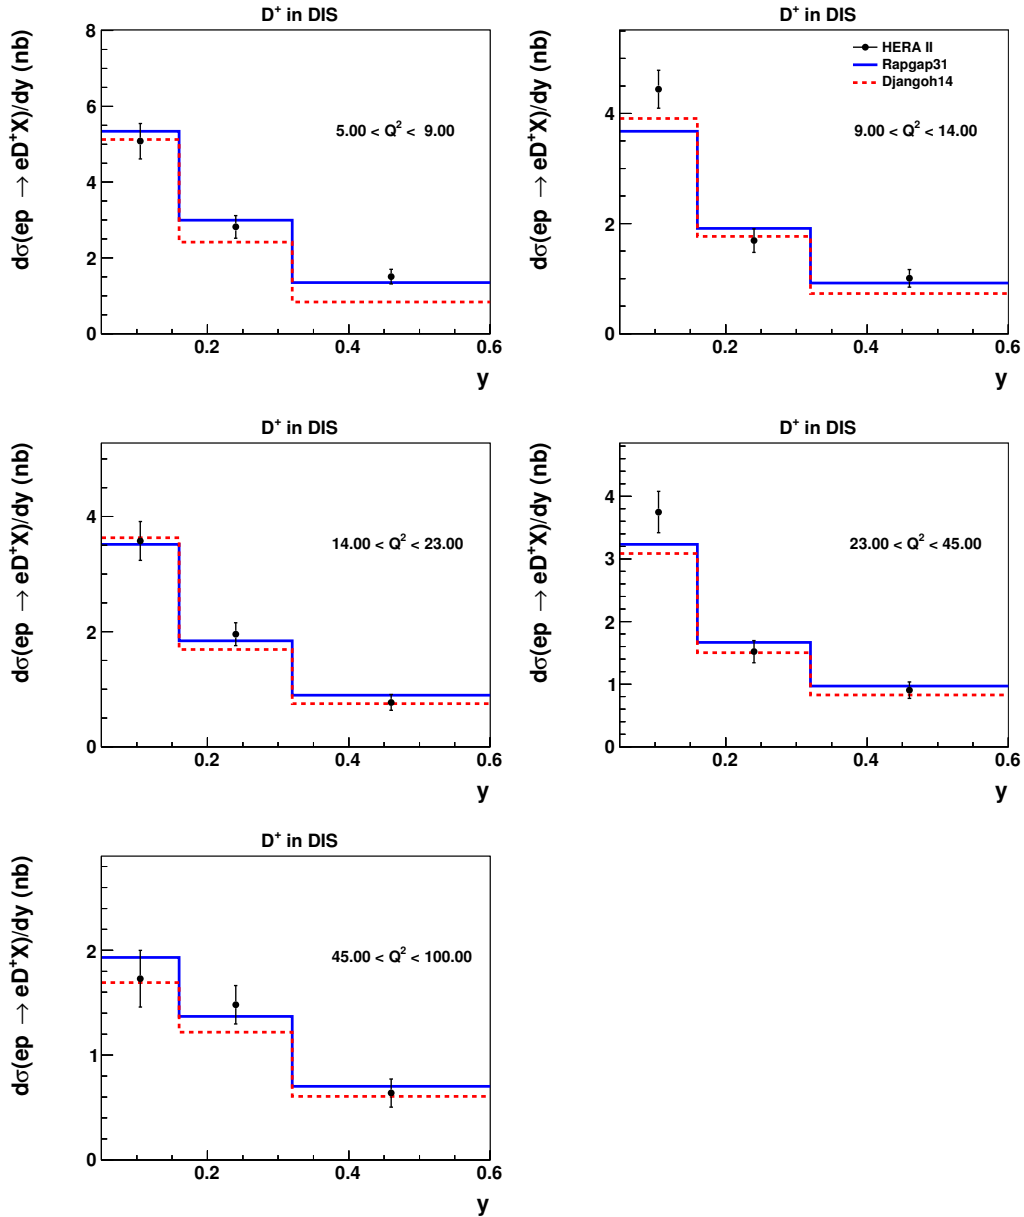 D⁺ in DIS
dσ(ep → eD⁺X)/dy (nb)
8
6
4
2
0
5.00 < Q² < 9.00
0.2 0.4 0.6
y
D⁺ in DIS
dσ(ep → eD⁺X)/dy (nb)
HERA II
Rapgap31
Djangoh14
4
2
0
9.00 < Q² < 14.00
0.2 0.4 0.6
y
D⁺ in DIS
dσ(ep → eD⁺X)/dy (nb)
4
2
0
14.00 < Q² < 23.00
0.2 0.4 0.6
y
D⁺ in DIS
dσ(ep → eD⁺X)/dy (nb)
4
3
2
1
0
23.00 < Q² < 45.00
0.2 0.4 0.6
y
D⁺ in DIS
dσ(ep → eD⁺X)/dy (nb)
2
1
0
45.00 < Q² < 100.00
0.2 0.4 0.6
y